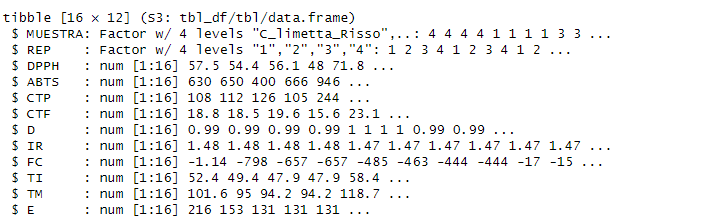 tibble [16 × 12] (S3: tbl_df/tbl/data.frame)
$ MUESTRA: Factor w/ 4 levels "C_limetta_Risso",..: 4 4 4 4 1 1 1 1 3 3 ...
$ REP    : Factor w/ 4 levels "1","2","3","4": 1 2 3 4 1 2 3 4 1 2 ...
$ DPPH   : num [1:16] 57.5 54.4 56.1 48 71.8 ...
$ ABTS   : num [1:16] 630 650 400 666 946 ...
$ CTP    : num [1:16] 108 112 126 105 244 ...
$ CTF    : num [1:16] 18.8 18.5 19.6 15.6 23.1 ...
$ D      : num [1:16] 0.99 0.99 0.99 0.99 1 1 1 1 0.99 0.99 ...
$ IR     : num [1:16] 1.48 1.48 1.48 1.48 1.47 1.47 1.47 1.47 1.47 1.47 ...
$ FC     : num [1:16] -1.14 -798 -657 -657 -485 -463 -444 -444 -17 -15 ...
$ TI     : num [1:16] 52.4 49.4 47.9 47.9 58.4 ...
$ TM     : num [1:16] 101.6 95 94.2 94.2 118.7 ...
$ E      : num [1:16] 216 153 131 131 131 ...